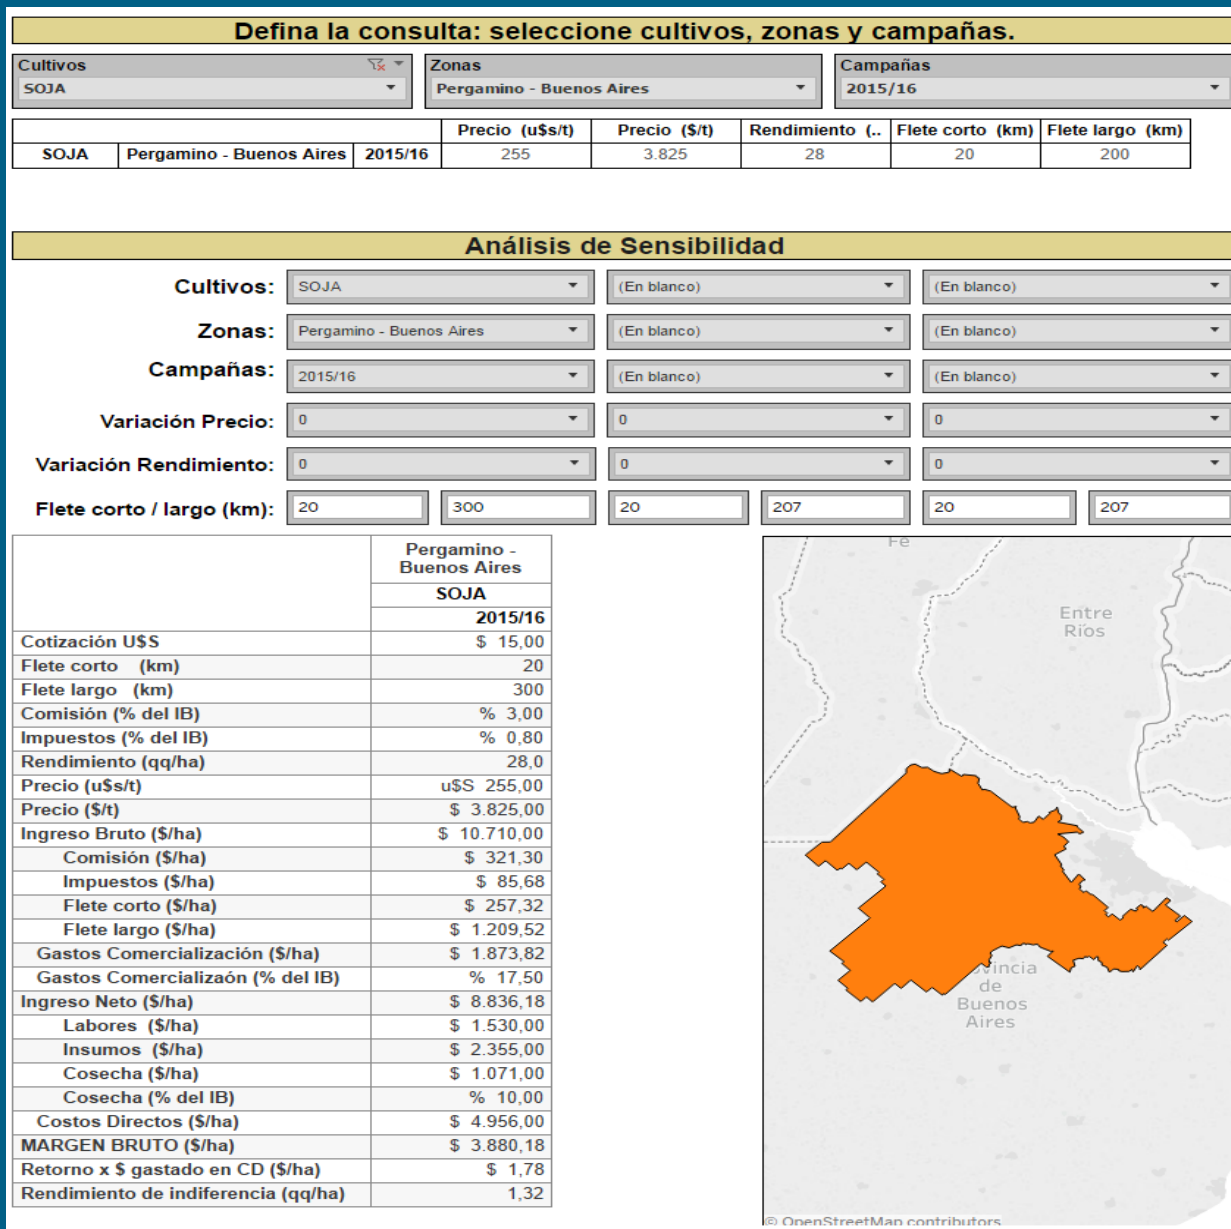 Defina la consulta: seleccione cultivos, zonas y campañas.
Cultivos Zonas Campañas
SOJA Pergamino - Buenos Aires 2015/16
Precio (u$s/t) Precio ($/t) Rendimiento (.. Flete corto (km) Flete largo (km)
SOJA Pergamino - Buenos Aires 2015/16 255 3.825 28 20 200
Análisis de Sensibilidad
Cultivos: SOJA (En blanco) (En blanco)
Zonas: Pergamino - Buenos Aires (En blanco) (En blanco)
Campañas: 2015/16 (En blanco) (En blanco)
Variación Precio: 0 0 0
Variación Rendimiento: 0 0 0
Flete corto / largo (km): 20 300 20 207 20 207
Pergamino -
Buenos Aires
SOJA
2015/16
Cotización U$S $ 15,00
Flete corto (km) 20
Flete largo (km) 300
Comisión (% del IB) % 3,00
Impuestos (% del IB) % 0,80
Rendimiento (qq/ha) 28,0
Precio (u$s/t) u$S 255,00
Precio ($/t) $ 3.825,00
Ingreso Bruto ($/ha) $ 10.710,00
Comisión ($/ha) $ 321,30
Impuestos ($/ha) $ 85,68
Flete corto ($/ha) $ 257,32
Flete largo ($/ha) $ 1.209,52
Gastos Comercialización ($/ha) $ 1.873,82
Gastos Comercializaón (% del IB) % 17,50
Ingreso Neto ($/ha) $ 8.836,18
Labores ($/ha) $ 1.530,00
Insumos ($/ha) $ 2.355,00
Cosecha ($/ha) $ 1.071,00
Cosecha (% del IB) % 10,00
Costos Directos ($/ha) $ 4.956,00
MARGEN BRUTO ($/ha) $ 3.880,18
Retorno x $ gastado en CD ($/ha) $ 1,78
Rendimiento de indiferencia (qq/ha) 1,32
Fe
Entre
Ríos
vincia
de
Buenos
Aires
© OpenStreetMap contributors